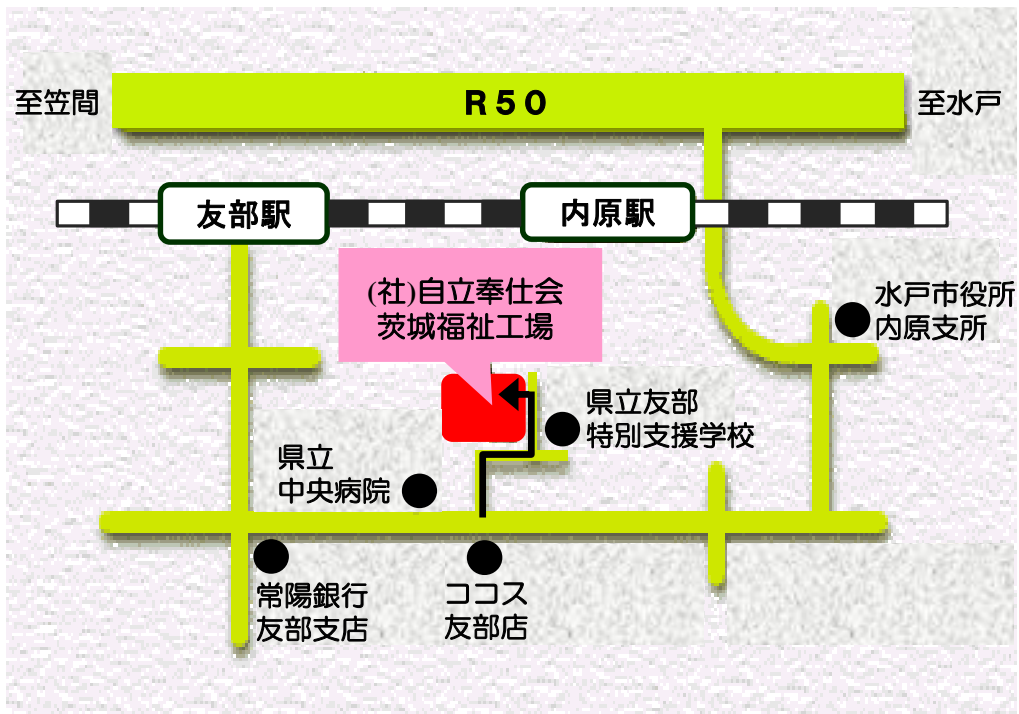 至笠間
R50
至水戸
友部駅
内原駅
(社)自立奉仕会
茨城福祉工場
水戸市役所
内原支所
県立友部
特別支援学校
県立
中央病院
常陽銀行
友部支店
ココス
友部店